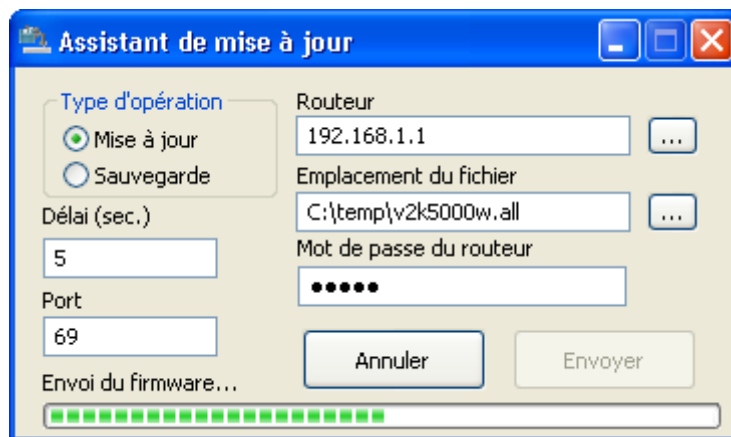 Assistant de mise à jour
Type d'opération
Mise à jour
Sauvegarde
Délai (sec.)
5
Port
69
Envoi du firmware...
Routeur
192.168.1.1
...
Emplacement du fichier
C:\temp\v2k5000w.all
...
Mot de passe du routeur
●●●●●
Annuler
Envoyer